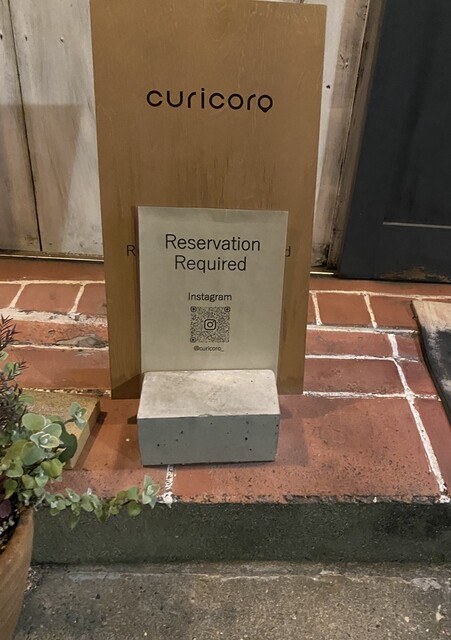 curicoro
Reservation
Required
Instagram
@curicoro_